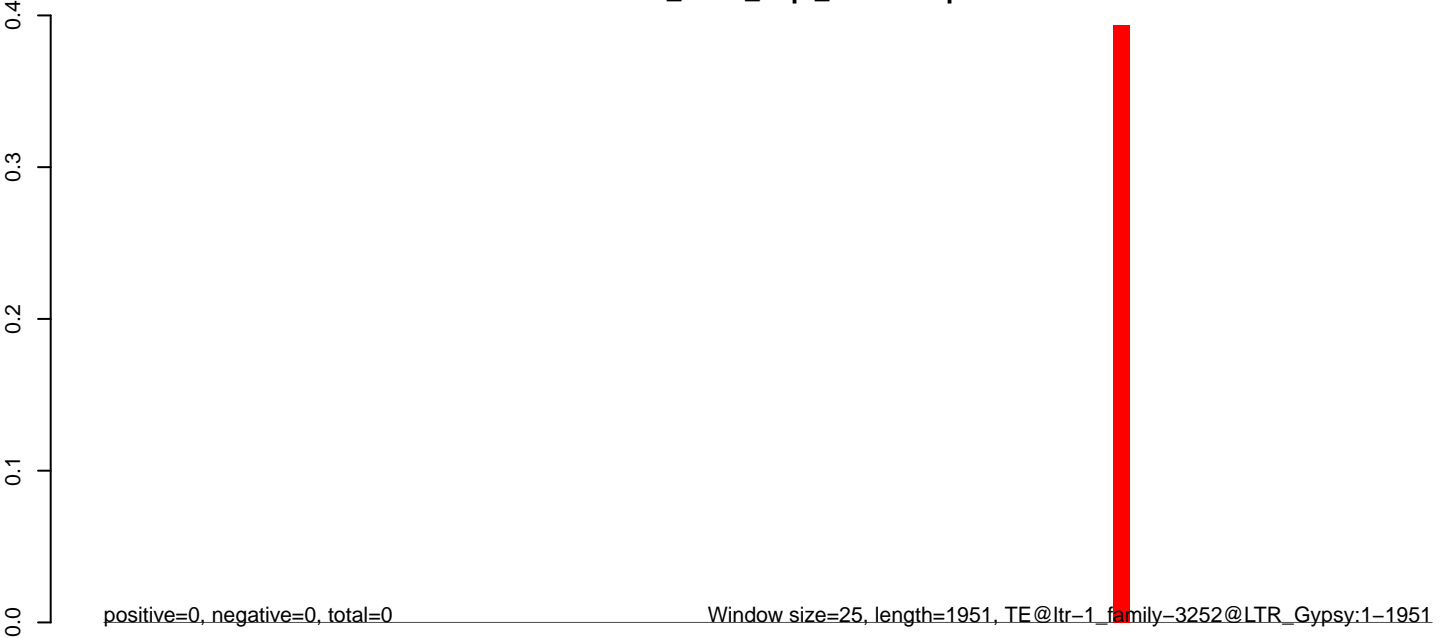 0.4
0.3
0.2
0.1
0.0
positive=0, negative=0, total=0
Window size=25, length=1951, TE@ltr−1_family−3252@LTR_Gypsy:1−1951